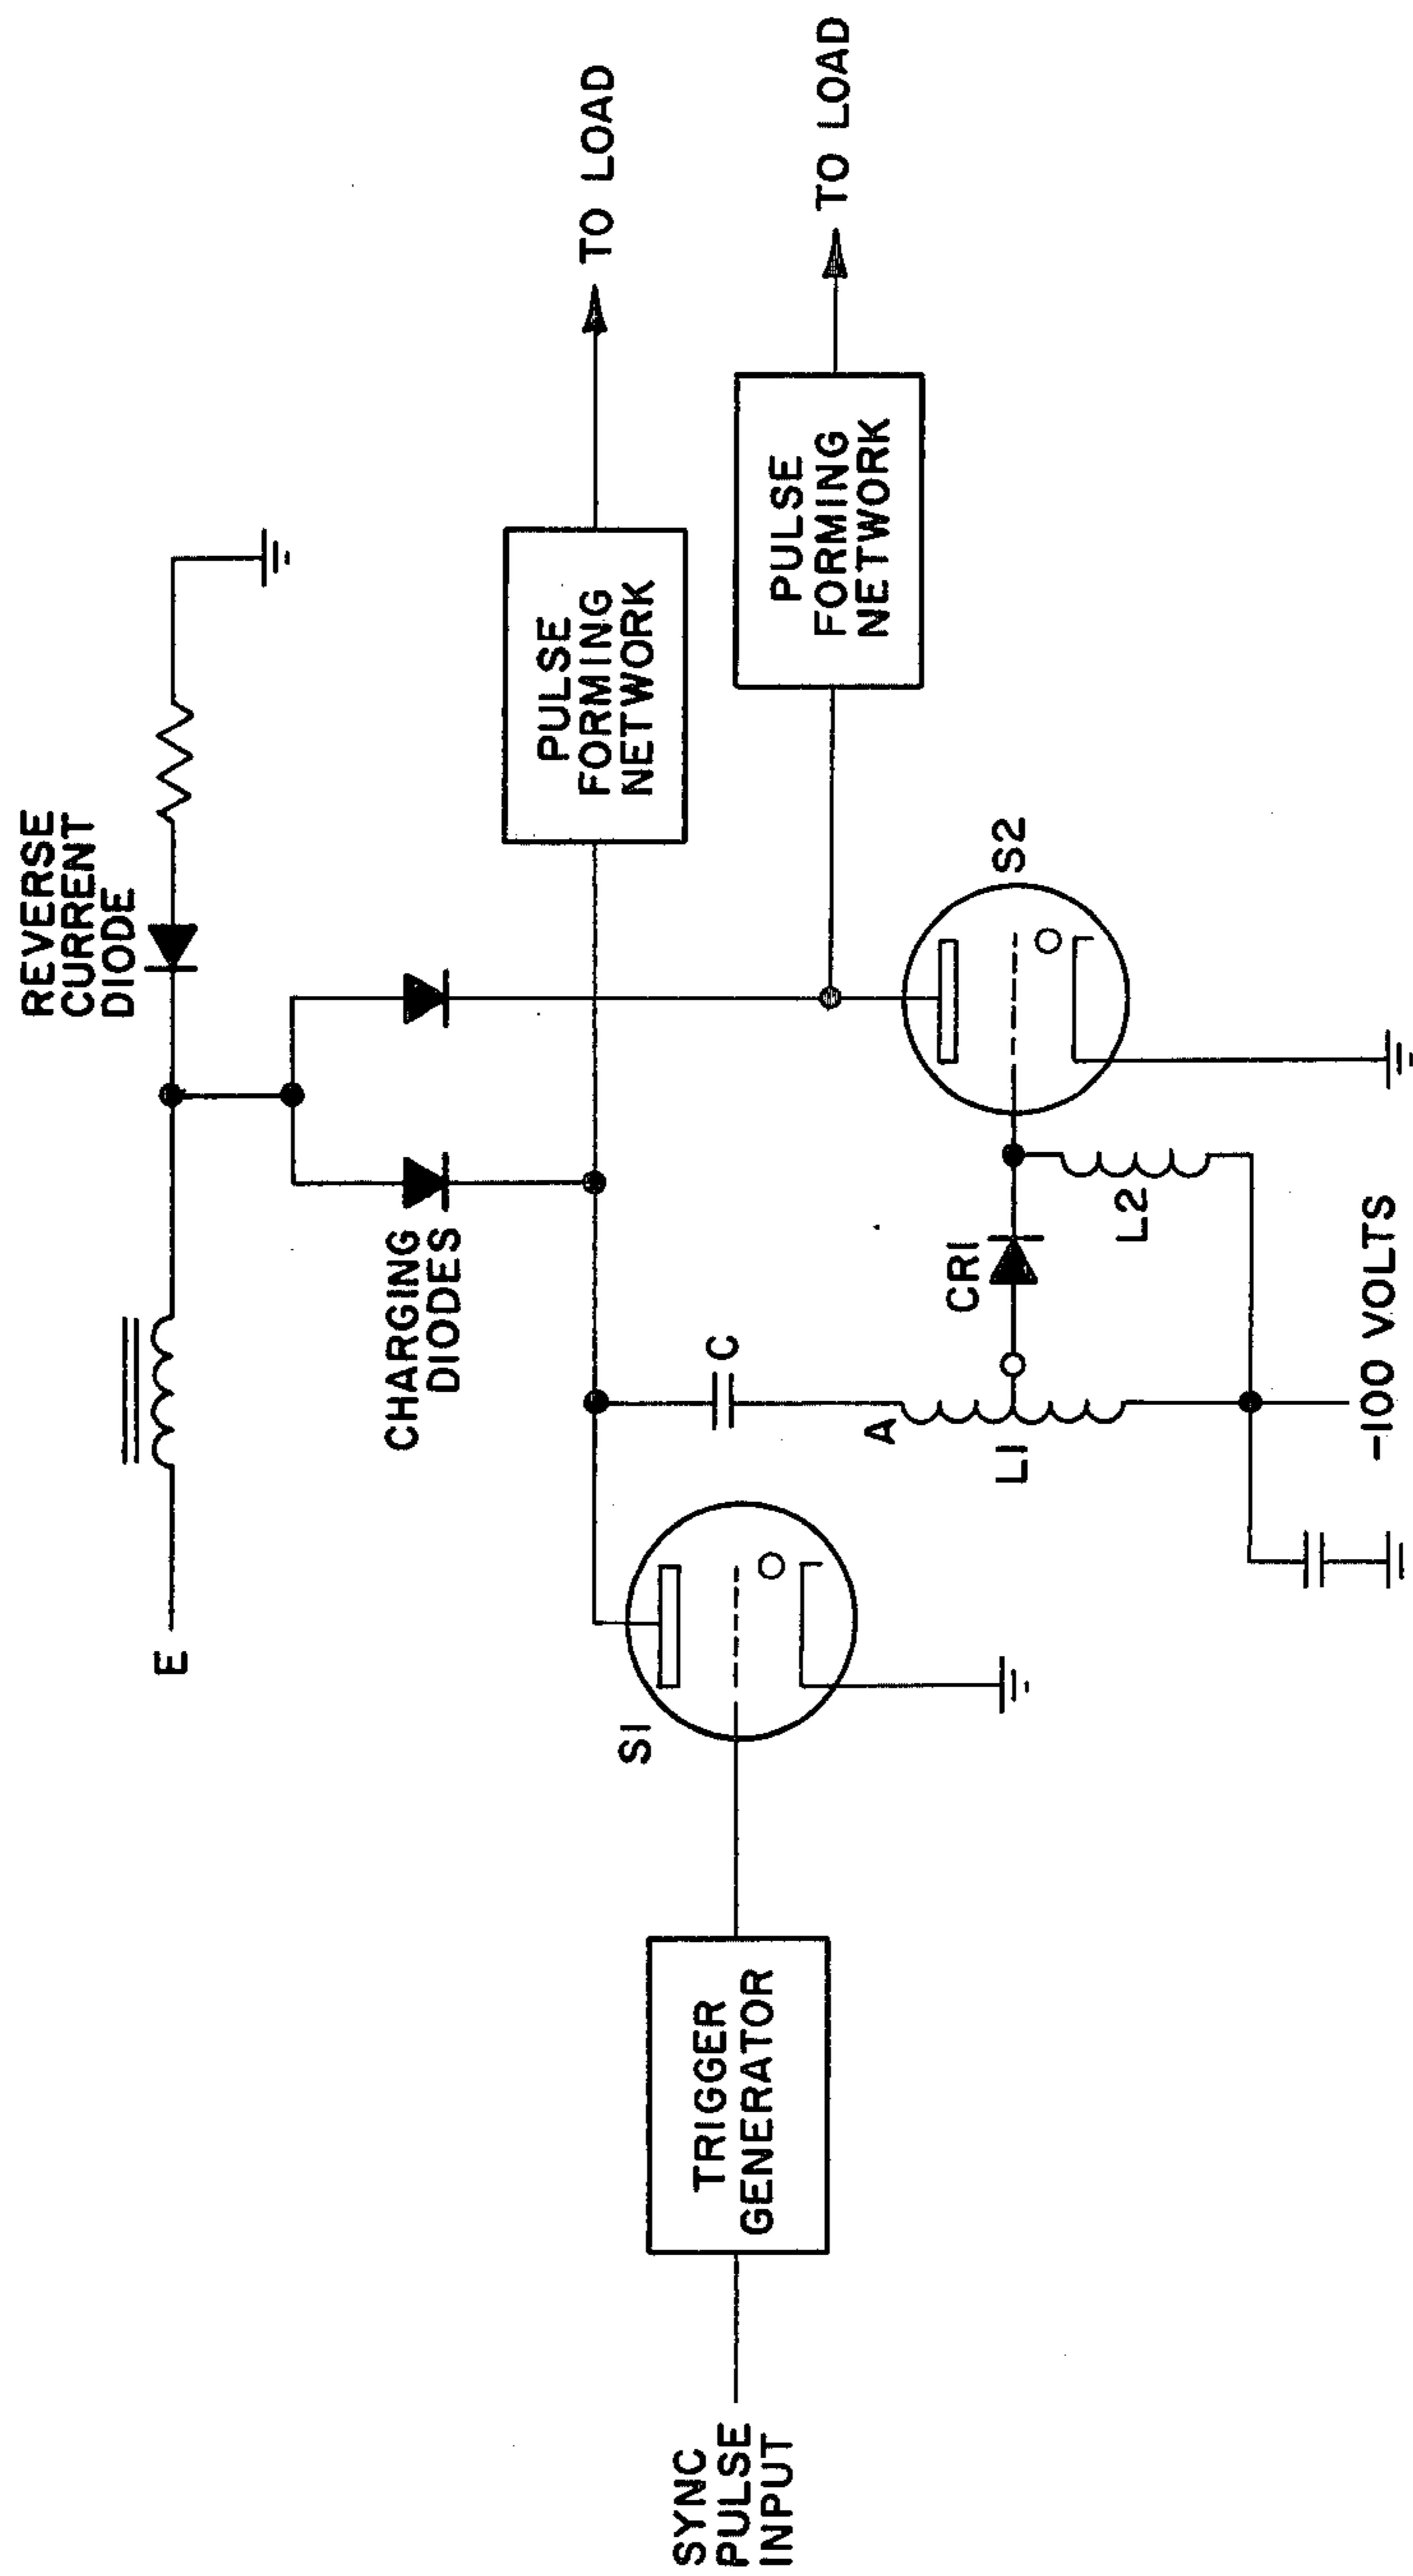 REVERSE
CURRENT
DIODE
E
CHARGING
DIODES
PULSE
FORMING
NETWORK
TO LOAD
PULSE
FORMING
NETWORK
TO LOAD
SYNC
PULSE
INPUT
TRIGGER
GENERATOR
S1
C
A
L1
CR1
L2
S2
-100 VOLTS